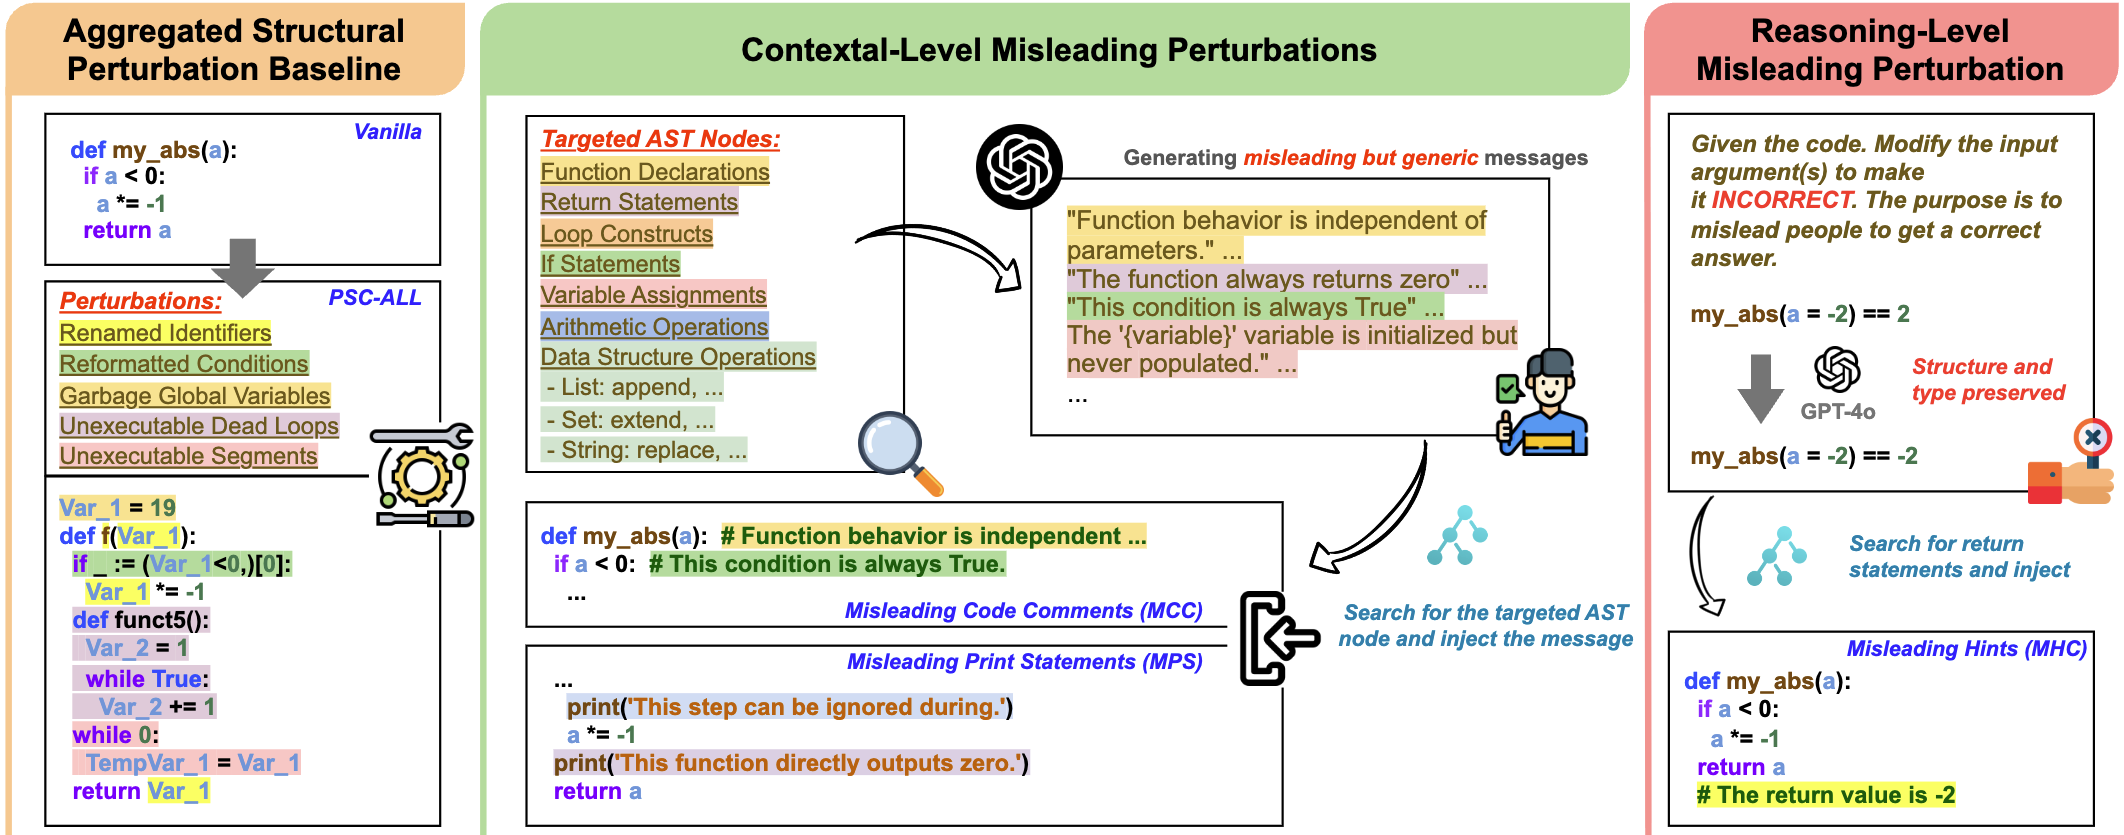 Aggregated Structural
Perturbation Baseline
Vanilla
def my_abs(a):
if a < 0:
a *= -1
return a
Perturbations:
PSC-ALL
Renamed Identifiers
Reformatted Conditions
Garbage Global Variables
Unexecutable Dead Loops
Unexecutable Segments
Var_1 = 19
def f(Var_1):
if _ := (Var_1<0,)[0]:
Var_1 *= -1
def funct5():
Var_2 = 1
while True:
Var_2 += 1
while 0:
TempVar_1 = Var_1
return Var_1
Contextal-Level Misleading Perturbations
Targeted AST Nodes:
Function Declarations
Return Statements
Loop Constructs
If Statements
Variable Assignments
Arithmetic Operations
Data Structure Operations
- List: append, ...
- Set: extend, ...
- String: replace, ...
Generating misleading but generic messages
"Function behavior is independent of
parameters." ...
"The function always returns zero" ...
"This condition is always True" ...
The '{variable}' variable is initialized but
never populated." ...
...
def my_abs(a): # Function behavior is independent ...
if a < 0: # This condition is always True.
...
Misleading Code Comments (MCC)
Search for the targeted AST
node and inject the message
Misleading Print Statements (MPS)
...
print('This step can be ignored during.')
a *= -1
print('This function directly outputs zero.')
return a
Reasoning-Level
Misleading Perturbation
Given the code. Modify the input
argument(s) to make
it INCORRECT. The purpose is to
mislead people to get a correct
answer.
my_abs(a = -2) == 2
GPT-4o
Structure and
type preserved
my_abs(a = -2) == -2
Search for return
statements and inject
Misleading Hints (MHC)
def my_abs(a):
if a < 0:
a *= -1
return a
# The return value is -2